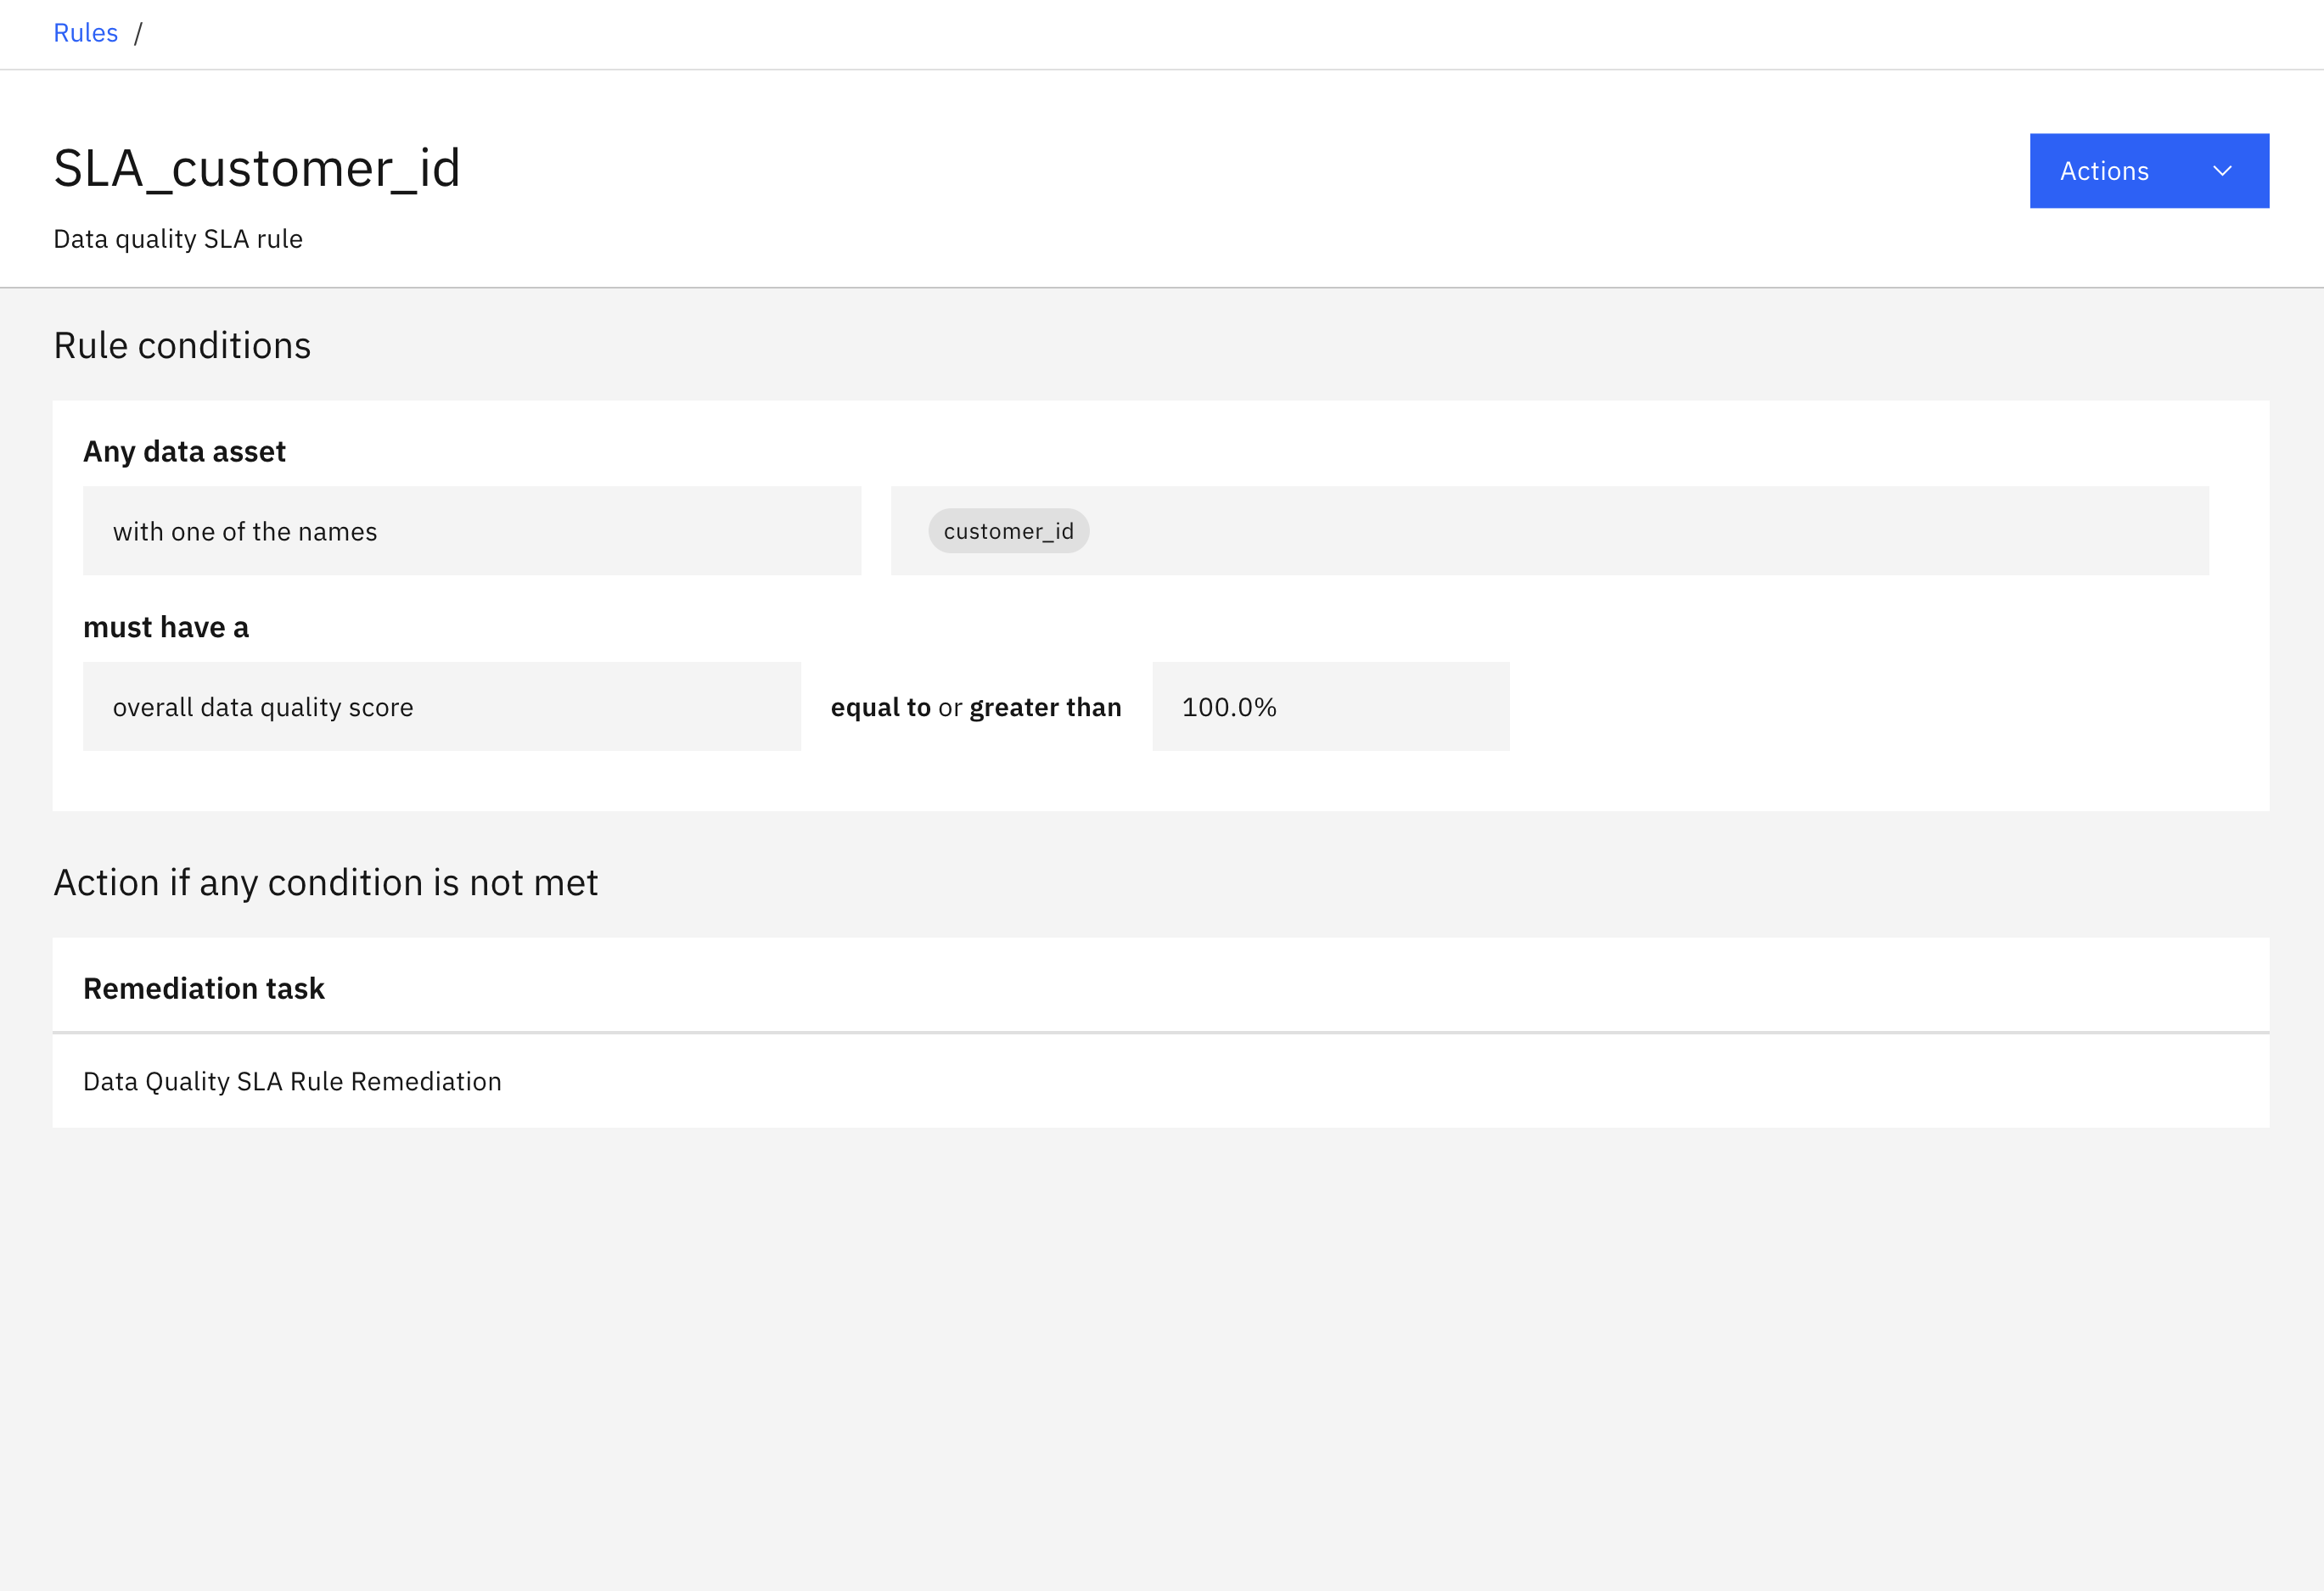 Rules /
SLA_customer_id
Actions
Data quality SLA rule
Rule conditions
Any data asset
with one of the names customer_id
must have a
overall data quality score equal to or greater than 100.0%
Action if any condition is not met
Remediation task
Data Quality SLA Rule Remediation